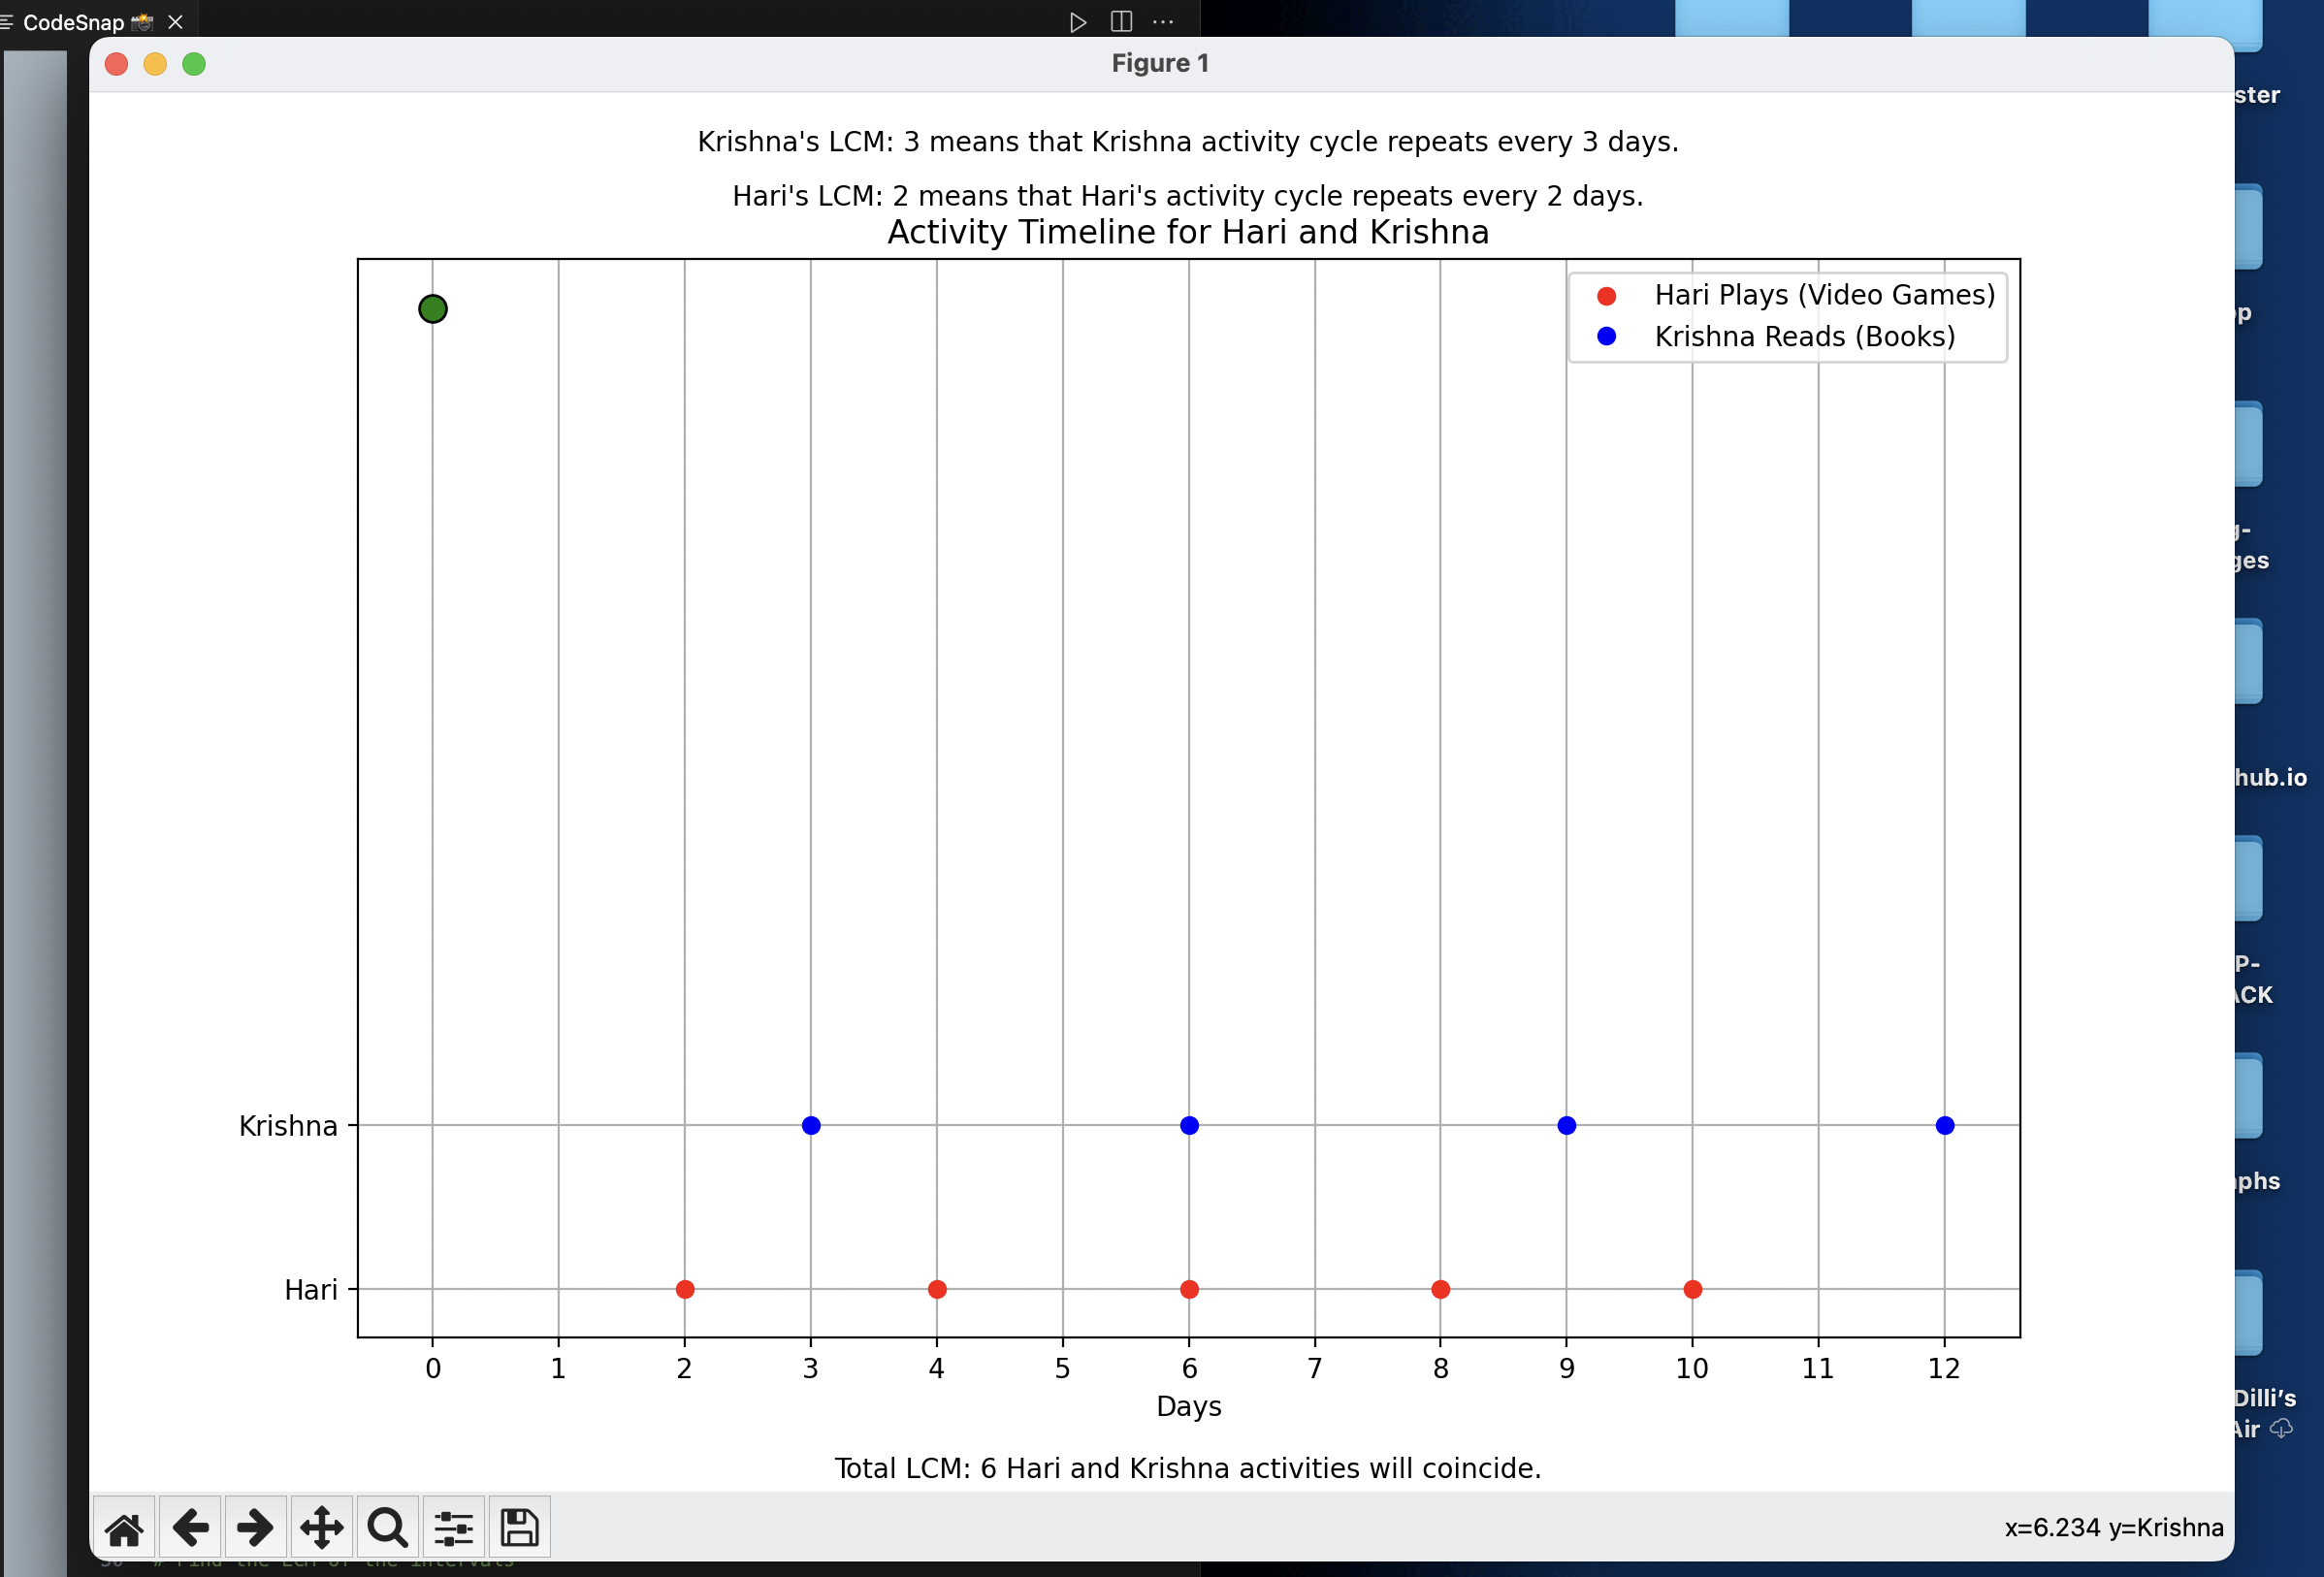 CodeSnap
Figure 1
ster
Krishna's LCM: 3 means that Krishna activity cycle repeats every 3 days.
Hari's LCM: 2 means that Hari's activity cycle repeats every 2 days.
Activity Timeline for Hari and Krishna
Hari Plays (Video Games)
Krishna Reads (Books)
hub.io
P-
ACK
Krishna
Hari
0 1 2 3 4 5 6 7 8 9 10 11 12
Days
Dilli’s
Air
Total LCM: 6 Hari and Krishna activities will coincide.
x=6.234 y=Krishna